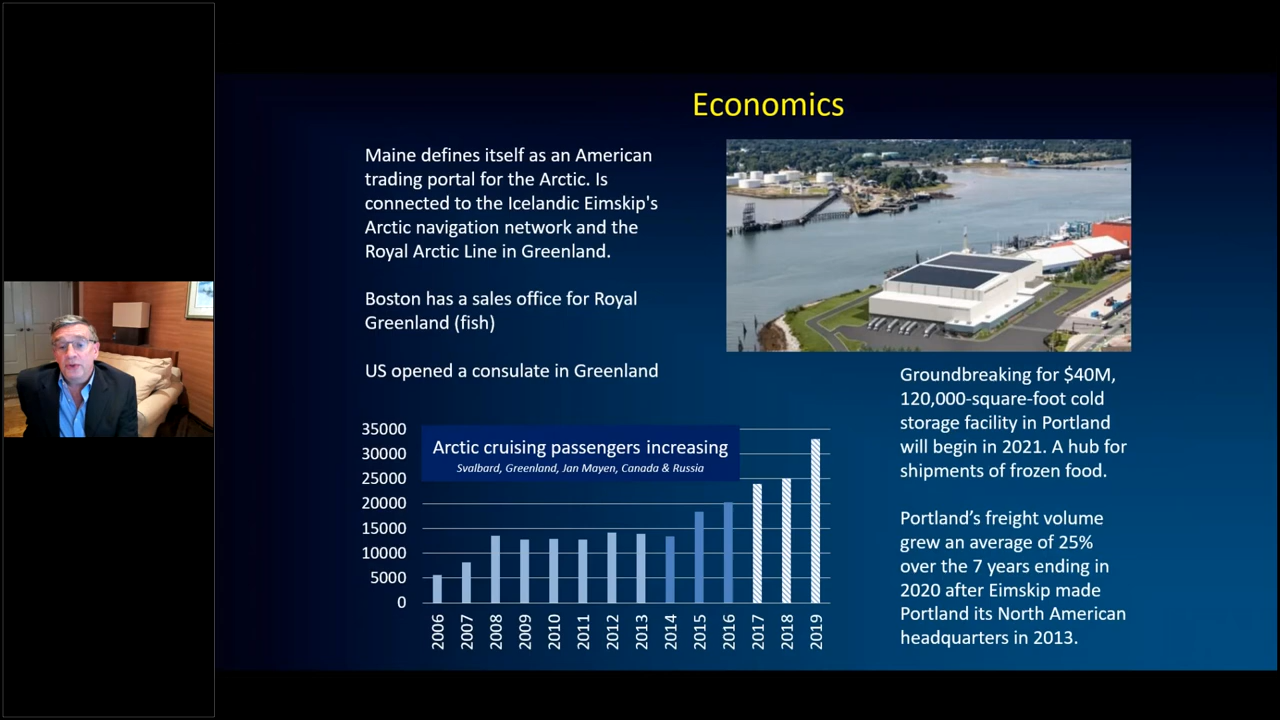 Economics
Maine defines itself as an American
trading portal for the Arctic. Is
connected to the Icelandic Eimskip's
Arctic navigation network and the
Royal Arctic Line in Greenland.
Boston has a sales office for Royal
Greenland (fish)
US opened a consulate in Greenland
Arctic cruising passengers increasing
Svalbard, Greenland, Jan Mayen, Canada & Russia
35000
30000
25000
20000
15000
10000
5000
0
2006
2007
2008
2009
2010
2011
2012
2013
2014
2015
2016
2017
2018
2019
Groundbreaking for $40M,
120,000-square-foot cold
storage facility in Portland
will begin in 2021. A hub for
shipments of frozen food.
Portland’s freight volume
grew an average of 25%
over the 7 years ending in
2020 after Eimskip made
Portland its North American
headquarters in 2013.